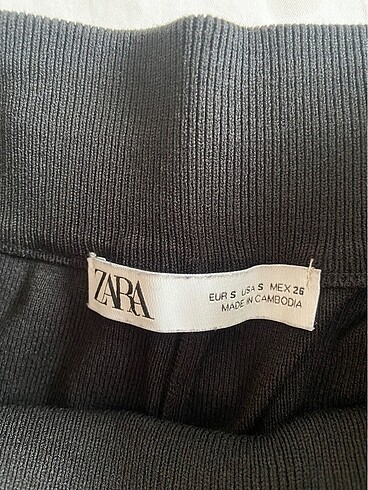 ZARA
EUR S USA S MEX 26
MADE IN CAMBODIA